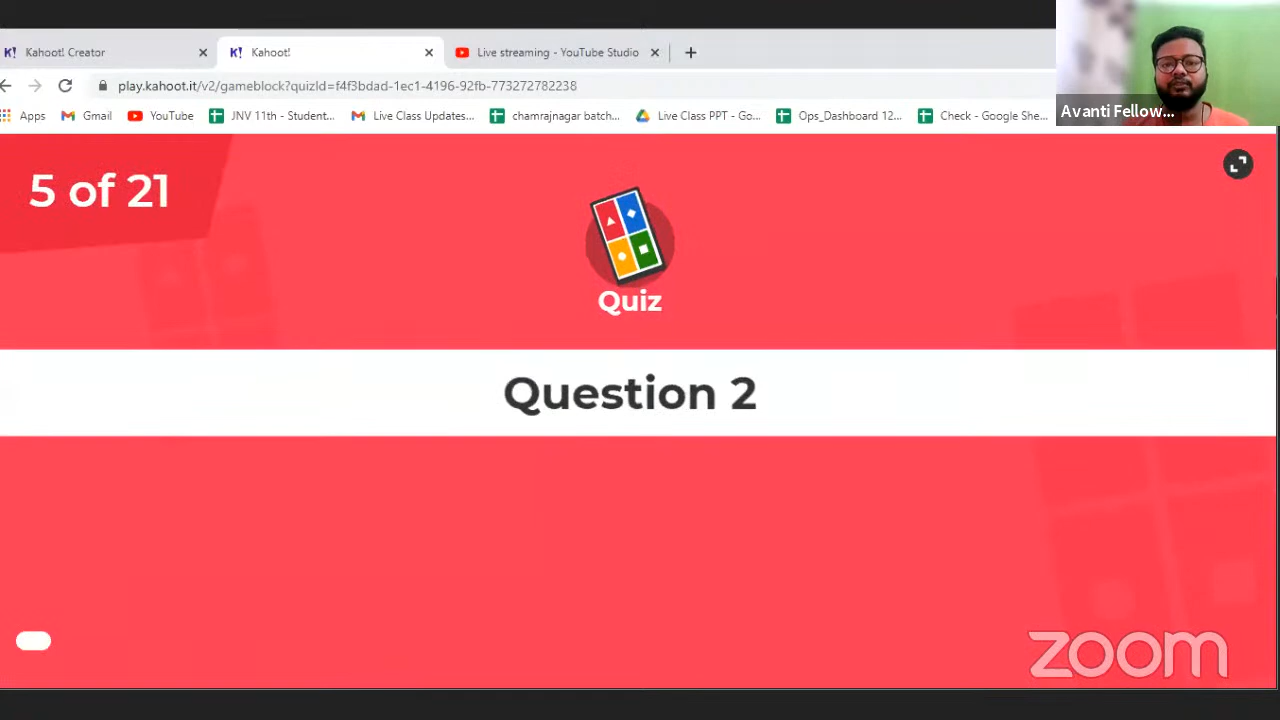 Kahoot! Creator
K! Kahoot!
Live streaming - YouTube Studio
play.kahoot.it/v2/gameblock?quizId=f4f3bdad-1ec1-4196-92fb-773272782238
Apps Gmail YouTube JNV 11th - Student... Live Class Updates... chamrajnagar batch... Live Class PPT - Go... Ops_Dashboard 12... Check - Google She...
Avanti Fellow...
5 of 21
Quiz
Question 2
zoom